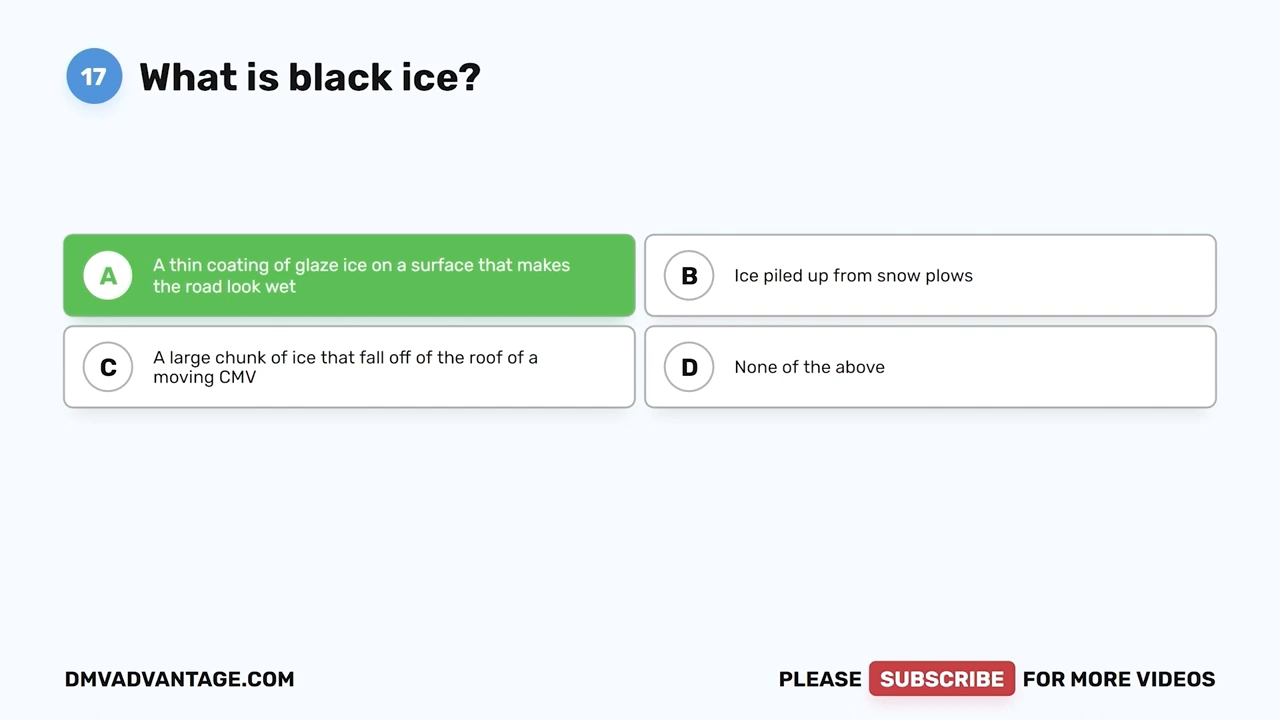 17 What is black ice?
A A thin coating of glaze ice on a surface that makes
the road look wet
B Ice piled up from snow plows
C A large chunk of ice that fall off of the roof of a
moving CMV
D None of the above
DMVADVANTAGE.COM
PLEASE SUBSCRIBE FOR MORE VIDEOS